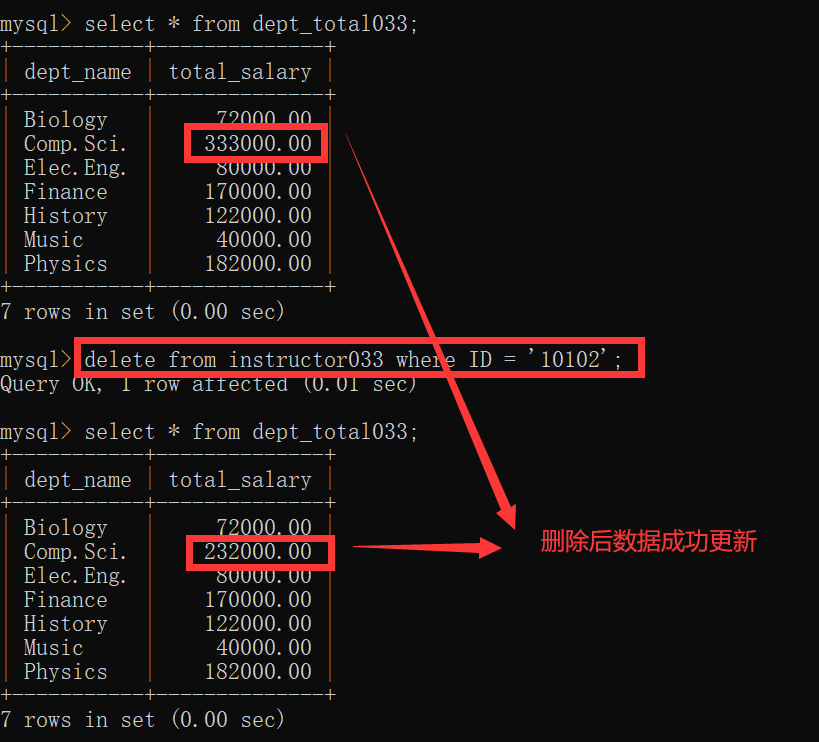 mysql> select * from dept_total033;
+-----------+--------------+
| dept_name | total_salary |
+-----------+--------------+
| Biology   |     72000.00 |
| Comp.Sci. |    333000.00 |
| Elec.Eng. |     80000.00 |
| Finance   |    170000.00 |
| History   |    122000.00 |
| Music     |     40000.00 |
| Physics   |    182000.00 |
+-----------+--------------+
7 rows in set (0.00 sec)
mysql> delete from instructor033 where ID = '10102';
Query OK, 1 row affected (0.01 sec)
mysql> select * from dept_total033;
+-----------+--------------+
| dept_name | total_salary |
+-----------+--------------+
| Biology   |     72000.00 |
| Comp.Sci. |    232000.00 |
删除后数据成功更新
| Elec.Eng. |     80000.00 |
| Finance   |    170000.00 |
| History   |    122000.00 |
| Music     |     40000.00 |
| Physics   |    182000.00 |
+-----------+--------------+
7 rows in set (0.00 sec)